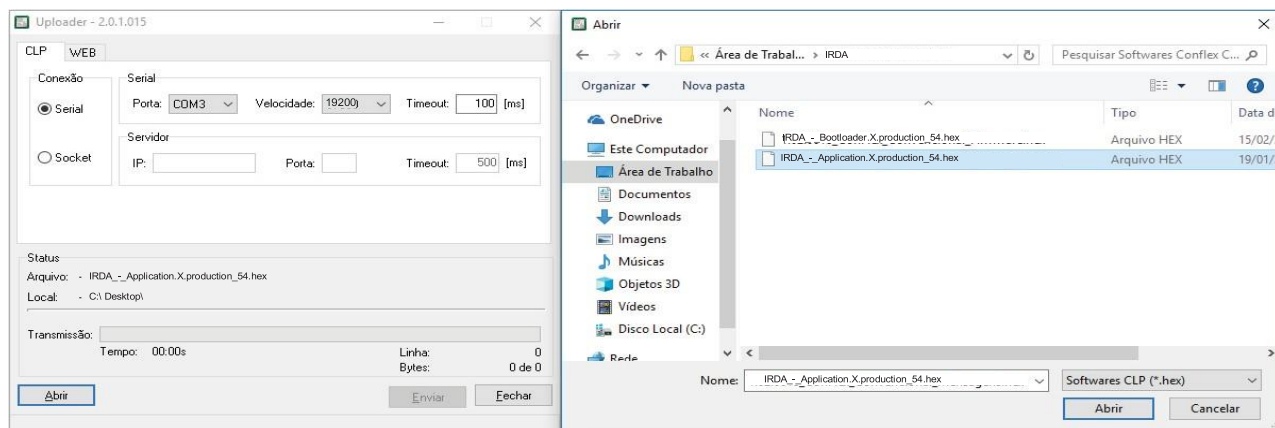 Uploader - 2.0.1.015
CLP WEB
Conexão
Serial
Socket
Serial
Porta: COM3 Velocidade: 19200 Timeout: 100 [ms]
Servidor
IP: Porta: Timeout: 500 [ms]
Status
Arquivo: - IRDA_-_Application.X.production_54.hex
Local: - C:\ Desktop\
Transmissão:
Tempo: 00:00s
Linha: 0
Bytes: 0 de 0
Abrir Enviar Fechar
Abrir
« Área de Trabal... > IRDA
Pesquisar Softwares Conflex C...
Organizar Nova pasta
OneDrive
Este Computador
Área de Trabalho
Documentos
Downloads
Imagens
Músicas
Objetos 3D
Vídeos
Disco Local (C:)
Rede
Nome Tipo Data d
IRDA_-_Bootloader.X.production_54.hex Arquivo HEX 15/02/
IRDA_-_Application.X.production_54.hex Arquivo HEX 19/01/
Nome: IRDA_-_Application.X.production_54.hex Softwares CLP (*.hex)
Abrir Cancelar